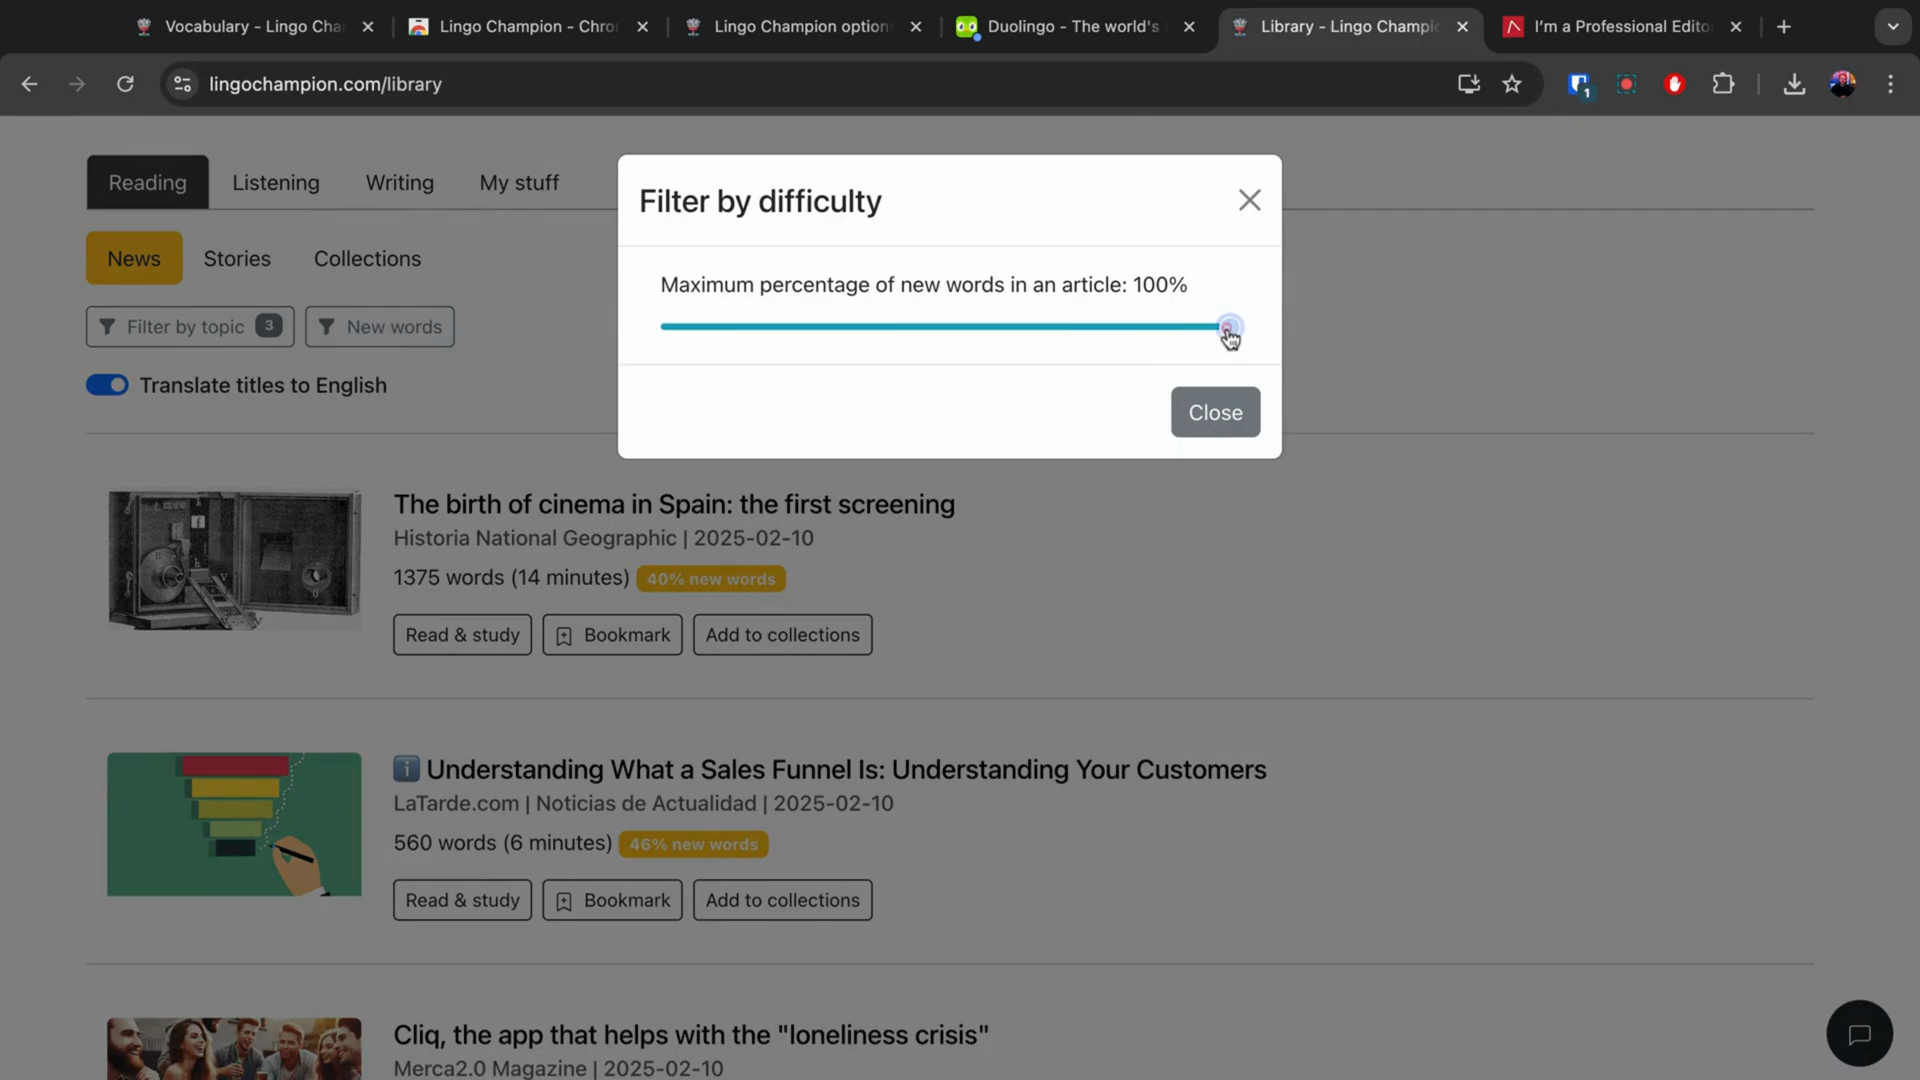 Vocabulary - Lingo Cha
Lingo Champion - Chro
Lingo Champion option
Duolingo - The world's
Library - Lingo Champi
I'm a Professional Edito
lingochampion.com/library
1
Reading
Listening
Writing
My stuff
Filter by difficulty
Maximum percentage of new words in an article: 100%
Close
News
Stories
Collections
Filter by topic 3
New words
Translate titles to English
The birth of cinema in Spain: the first screening
Historia National Geographic | 2025-02-10
1375 words (14 minutes) 40% new words
Read & study
Bookmark
Add to collections
Understanding What a Sales Funnel Is: Understanding Your Customers
LaTarde.com | Noticias de Actualidad | 2025-02-10
560 words (6 minutes) 46% new words
Read & study
Bookmark
Add to collections
Cliq, the app that helps with the "loneliness crisis"
Merca2.0 Magazine | 2025-02-10